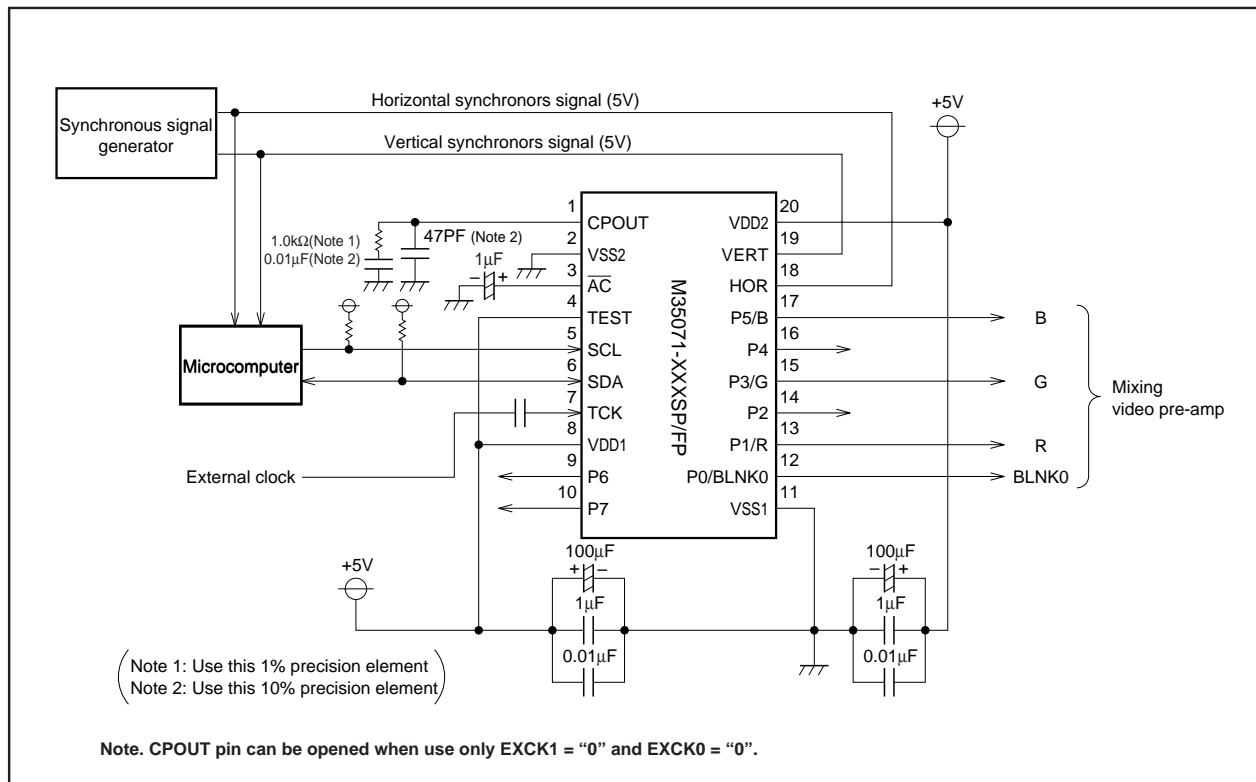 Horizontal synchronors signal (5V)
+5V
Synchronous signal
generator
Vertical synchronors signal (5V)
1
20
CPOUT
VDD2
1.0kΩ(Note 1)
0.01µF(Note 2)
47PF (Note 2)
2
19
VSS2
VERT
1µF
− +
3
18
AC
HOR
4
17
TEST
P5/B
B
5
16
SCL
P4
Microcomputer
6
15
SDA
P3/G
G
7
14
TCK
P2
8
13
VDD1
P1/R
R
9
12
External clock
P6
P0/BLNK0
BLNK0
10
11
P7
VSS1
M35071-XXXSP/FP
Mixing
video pre-amp
+5V
100µF
+ −
1µF
0.01µF
100µF
− +
1µF
0.01µF
Note 1: Use this 1% precision element
Note 2: Use this 10% precision element
Note. CPOUT pin can be opened when use only EXCK1 = “0” and EXCK0 = “0”.